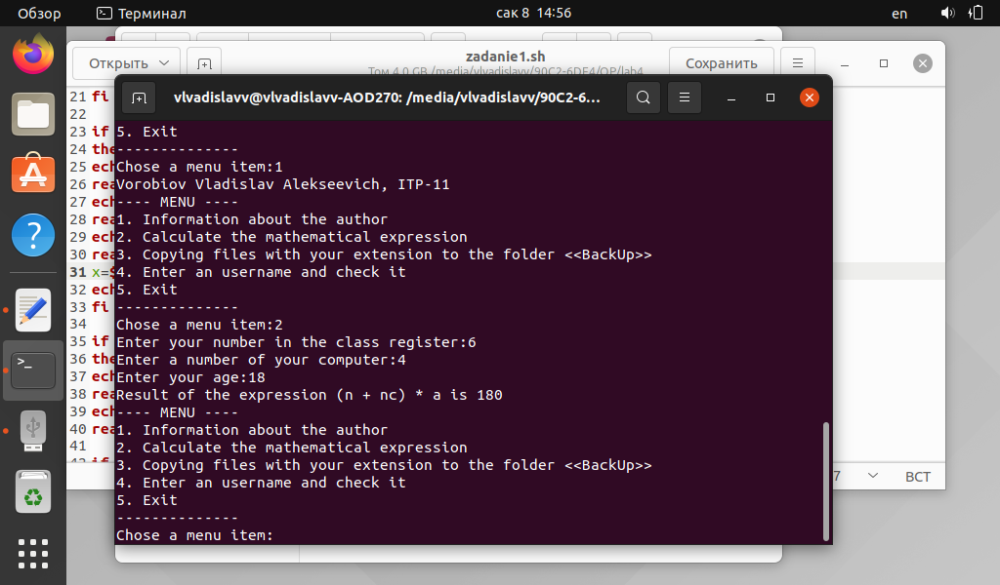 Обзор
Терминал
сак 8 14:56
en
Открыть
zadanie1.sh
Том 4,0 GB /media/vlvadislavv/90C2-6DF4/OP/lab4
Сохранить
vlvadislavv@vlvadislavv-AOD270: /media/vlvadislavv/90C2-6...
21 fi
22
23 if
24 the
25 ech
26 rea
27 ech
28 rea
29 ech
30 rea
31 x=$
32 ech
33 fi
34
35 if
36 the
37 ech
38 rea
39 ech
40 rea
41
5. Exit
--------------
Chose a menu item:1
Vorobiov Vladislav Alekseevich, ITP-11
---- MENU ----
1. Information about the author
2. Calculate the mathematical expression
3. Copying files with your extension to the folder <<BackUp>>
4. Enter an username and check it
5. Exit
--------------
Chose a menu item:2
Enter your number in the class register:6
Enter a number of your computer:4
Enter your age:18
Result of the expression (n + nc) * a is 180
---- MENU ----
1. Information about the author
2. Calculate the mathematical expression
3. Copying files with your extension to the folder <<BackUp>>
4. Enter an username and check it
5. Exit
--------------
Chose a menu item:
7
ВСТ